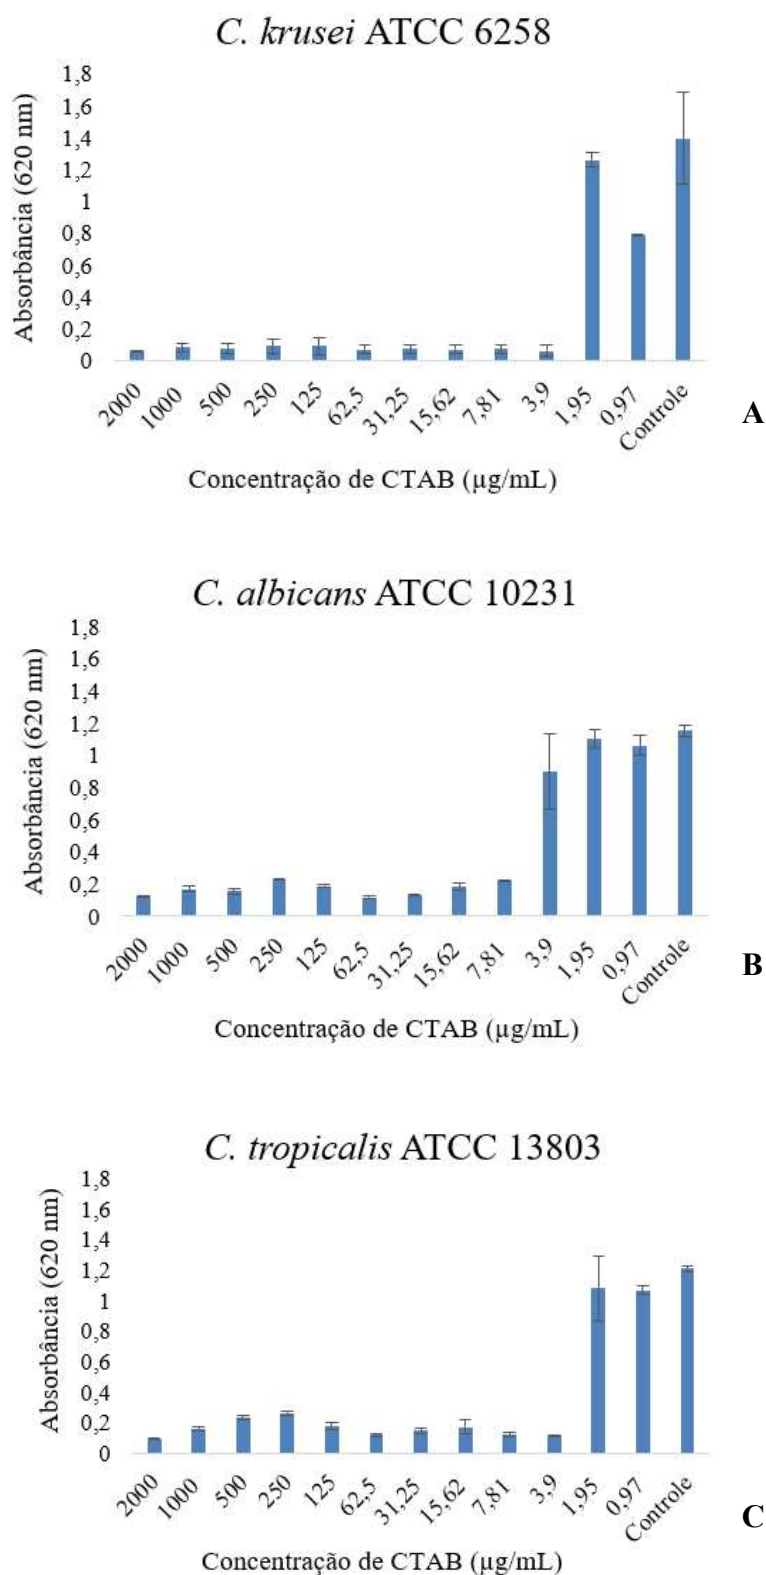 C. krusei ATCC 6258
Absorbância (620 nm)
1,8
1,6
1,4
1,2
1
0,8
0,6
0,4
0,2
0
2000 1000 500 250 125 62,5 31,25 15,62 7,81 3,9 1,95 0,97 Controle
Concentração de CTAB (µg/mL)
A
C. albicans ATCC 10231
Absorbância (620 nm)
1,8
1,6
1,4
1,2
1
0,8
0,6
0,4
0,2
0
2000 1000 500 250 125 62,5 31,25 15,62 7,81 3,9 1,95 0,97 Controle
Concentração de CTAB (µg/mL)
B
C. tropicalis ATCC 13803
Absorbância (620 nm)
1,8
1,6
1,4
1,2
1
0,8
0,6
0,4
0,2
0
2000 1000 500 250 125 62,5 31,25 15,62 7,81 3,9 1,95 0,97 Controle
Concentração de CTAB (µg/mL)
C